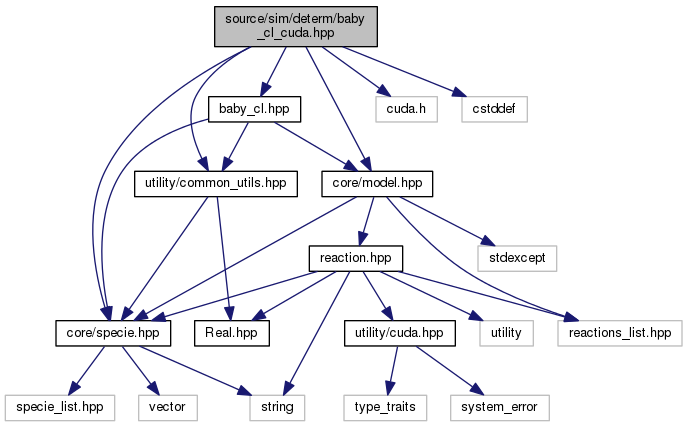 source/sim/determ/baby
_cl_cuda.hpp
baby_cl.hpp
cuda.h
cstddef
utility/common_utils.hpp
core/model.hpp
reaction.hpp
stdexcept
core/specie.hpp
Real.hpp
utility/cuda.hpp
utility
reactions_list.hpp
specie_list.hpp
vector
string
type_traits
system_error